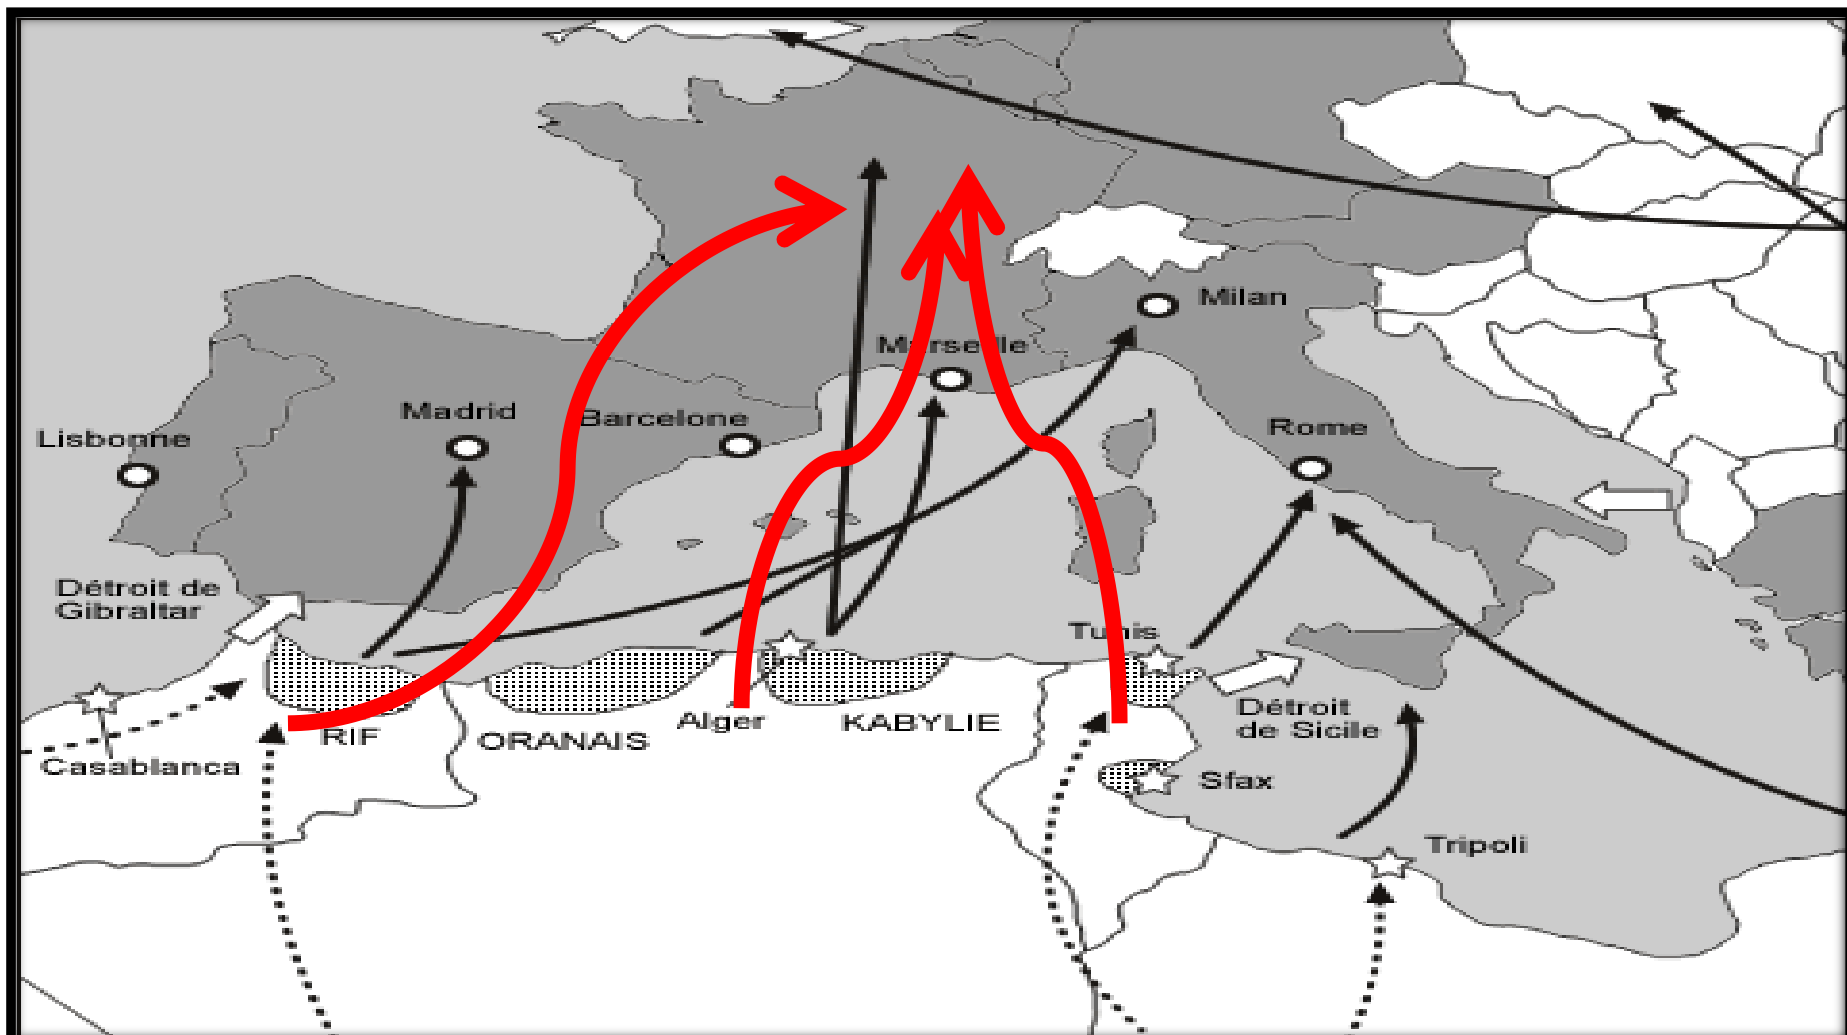 Milan
Marseille
Madrid
Barcelone
Lisbonne
Rome
Détroit de
Gibraltar
Tunis
Alger
KABYLIE
Détroit
de Sicile
RIF
ORANAIS
Casablanca
Sfax
Tripoli